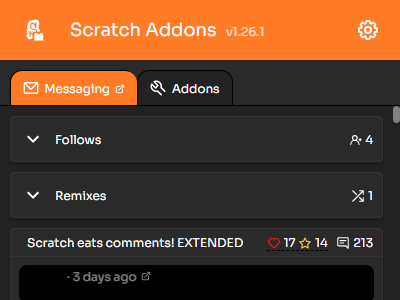 Scratch Addons v1.26.1
Messaging Addons
Follows 4
Remixes 1
Scratch eats comments! EXTENDED 17 14 213
· 3 days ago